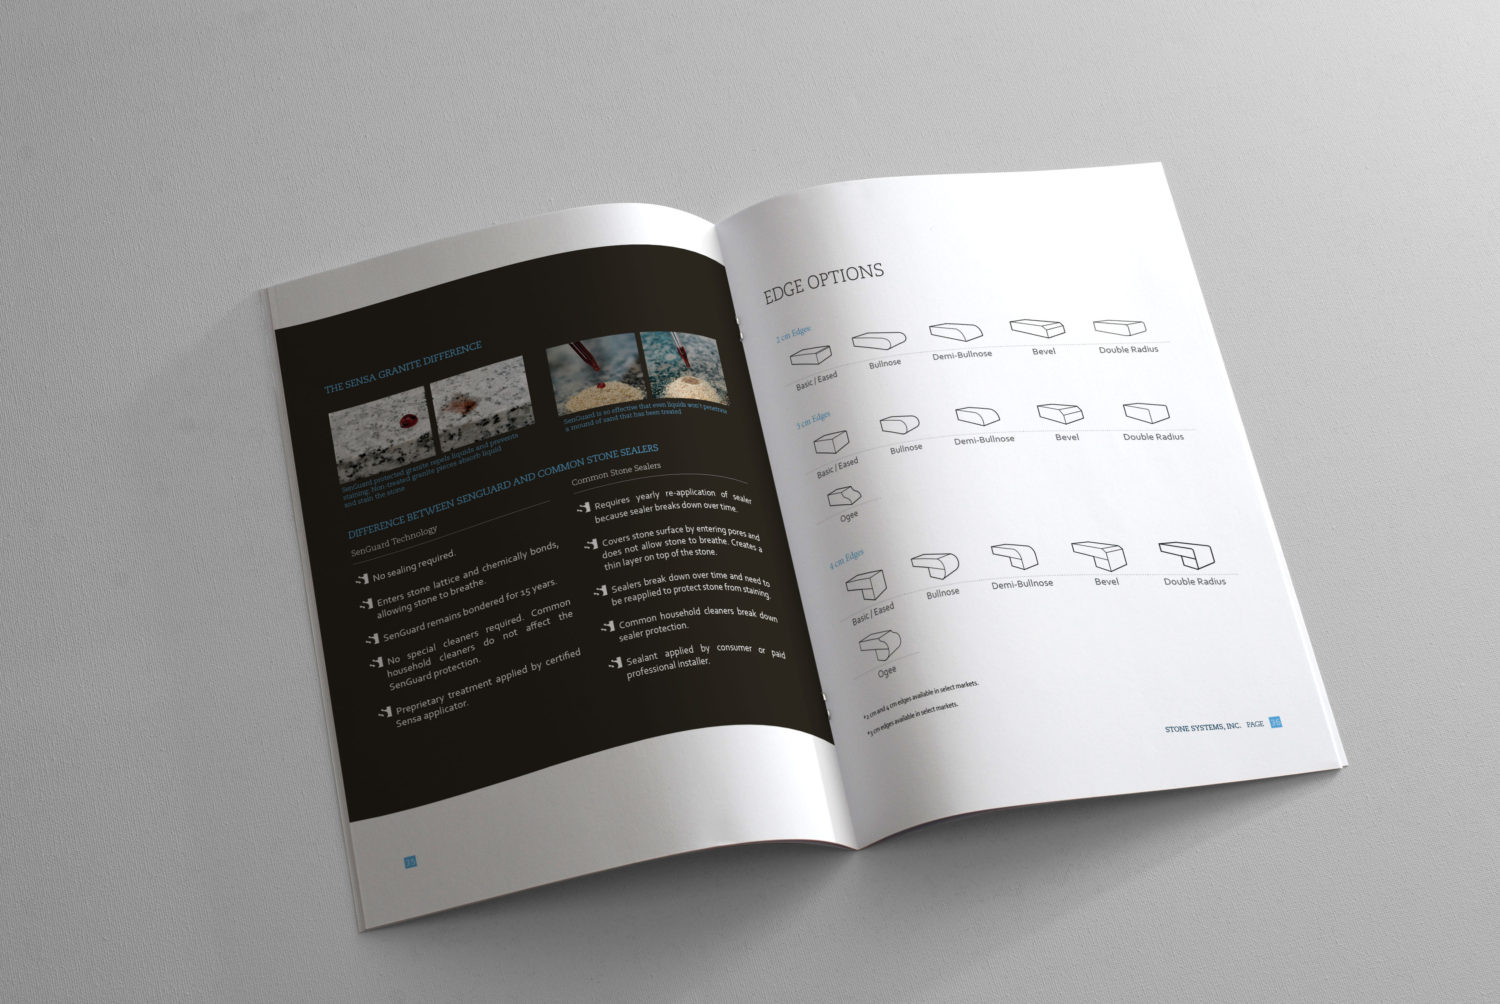 THE SENSA GRANITE DIFFERENCE
SenGuard protected granite repels liquids and prevents
staining. Non-treated granite pieces absorb liquid
and stain the stone
SenGuard is so effective that even liquids won't penetrate
a mound of sand that has been treated
DIFFERENCE BETWEEN SENGUARD AND COMMON STONE SEALERS
SenGuard Technology
No sealing required.
Enters stone lattice and chemically bonds,
allowing stone to breathe.
SenGuard remains bondered for 15 years.
No special cleaners required. Common
household cleaners do not affect the
SenGuard protection.
Preprietary treatment applied by certified
Sensa applicator.
Common Stone Sealers
Requires yearly re-application of sealer
because sealer breaks down over time.
Covers stone surface by entering pores and
does not allow stone to breathe. Creates a
thin layer on top of the stone.
Sealers break down over time and need to
be reapplied to protect stone from staining.
Common household cleaners break down
sealer protection.
Sealant applied by consumer or paid
professional installer.
EDGE OPTIONS
2 cm Edges
Basic / Eased
Bullnose
Demi-Bullnose
Bevel
Double Radius
3 cm Edges
Basic / Eased
Bullnose
Demi-Bullnose
Bevel
Double Radius
Ogee
4 cm Edges
Basic / Eased
Bullnose
Demi-Bullnose
Bevel
Double Radius
Ogee
*2 cm and 4 cm edges available in select markets.
*3 cm edges available in select markets.
STONE SYSTEMS, INC. PAGE